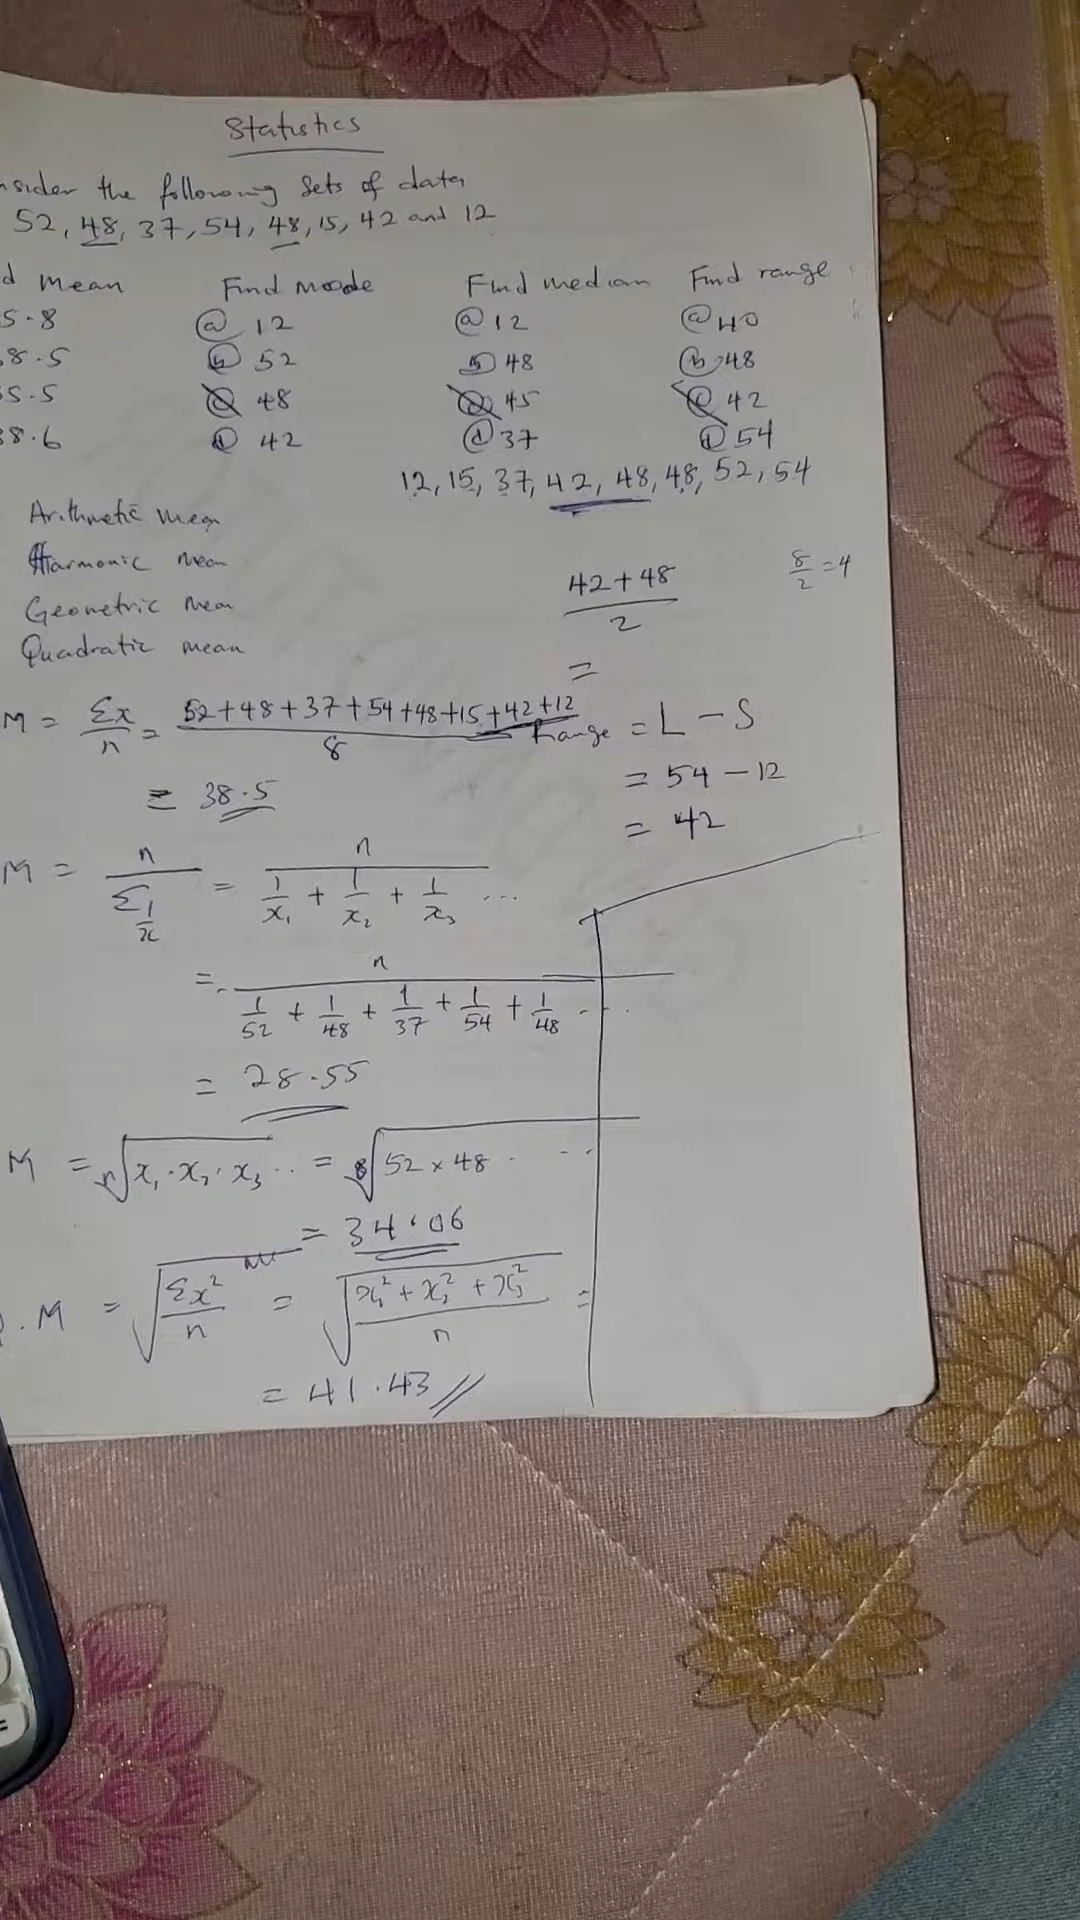 Statistics
nsider the following sets of data
52, 48, 37, 54, 48, 15, 42 and 12
d mean Find mode Find median Find range
5.8 (a) 12 (a) 12 (a) 40
38.5 (b) 52 (b) 48 (b) 48
35.5 (c) 48 (c) 45 (c) 42
38.6 (d) 42 (d) 37 (d) 54
12, 15, 37, 42, 48, 48, 52, 54
Arithmetic mean
Harmonic mean
Geometric mean
Quadratic mean
42 + 48 / 2
8/2 = 4
=
M = Σx/n = 52+48+37+54+48+15+42+12 / 8
= 38.5
Range = L - S
= 54 - 12
= 42
M = n / Σ 1/x = n / 1/x₁ + 1/x₂ + 1/x₃ ...
= n / 1/52 + 1/48 + 1/37 + 1/54 + 1/48 ...
= 28.55
M = ⁿ√x₁·x₂·x₃ .. = ⁸√52 × 48 . ..
= 34.06
.M = √Σx²/n = √x₁² + x₂² + x₃² / n =
= 41.43 //